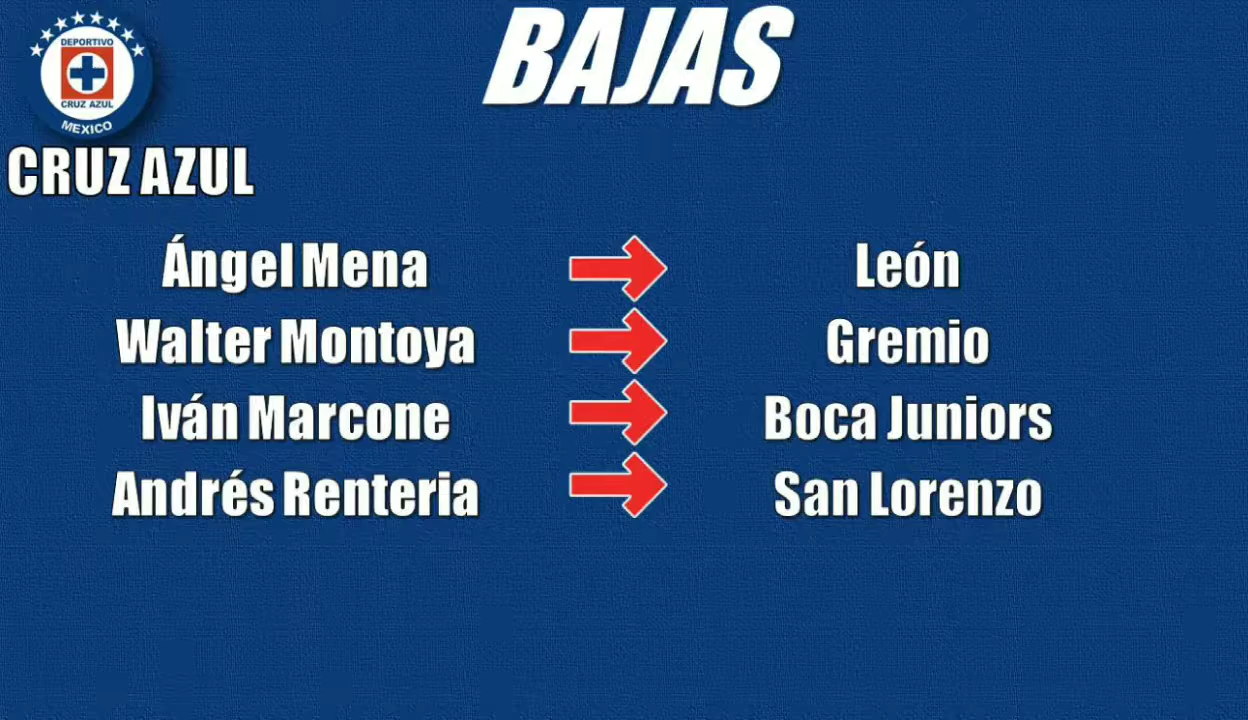 DEPORTIVO
CRUZ AZUL
MEXICO
BAJAS
CRUZ AZUL
Ángel Mena León
Walter Montoya Gremio
Iván Marcone Boca Juniors
Andrés Renteria San Lorenzo